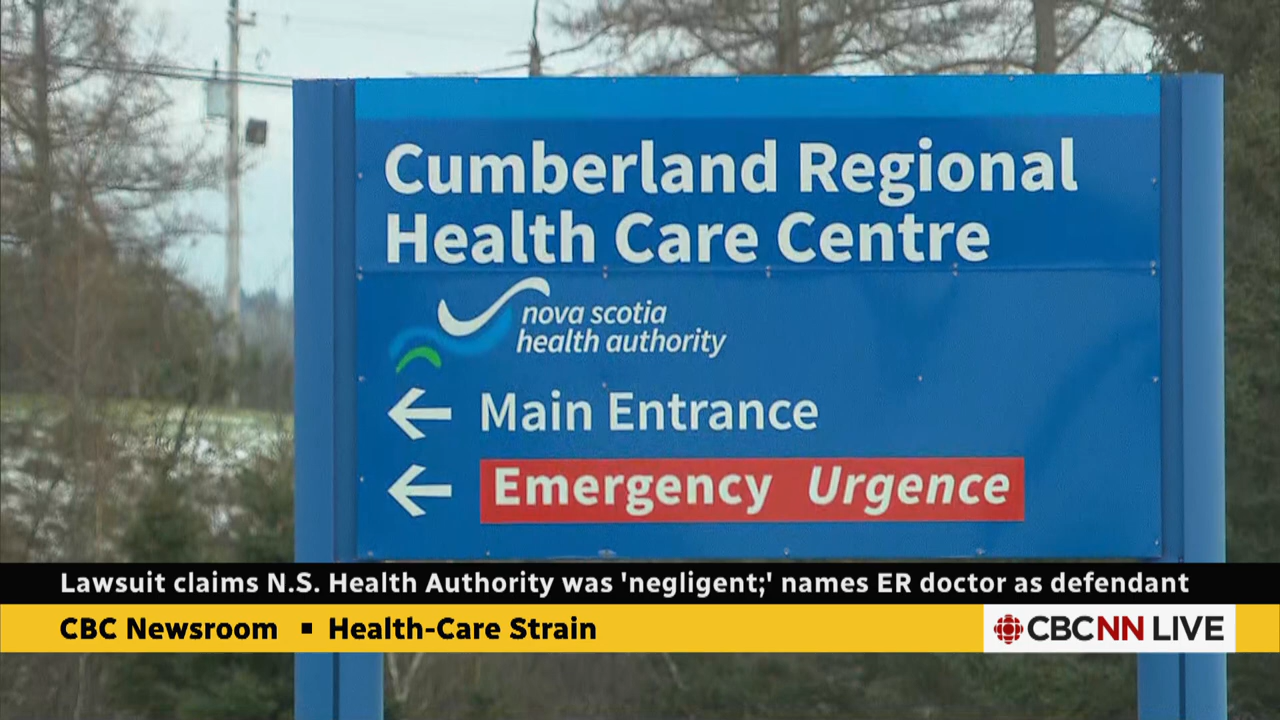 Cumberland Regional
Health Care Centre
nova scotia
health authority
← Main Entrance
← Emergency Urgence
Lawsuit claims N.S. Health Authority was 'negligent;' names ER doctor as defendant
CBC Newsroom ▪ Health-Care Strain
CBCNN LIVE